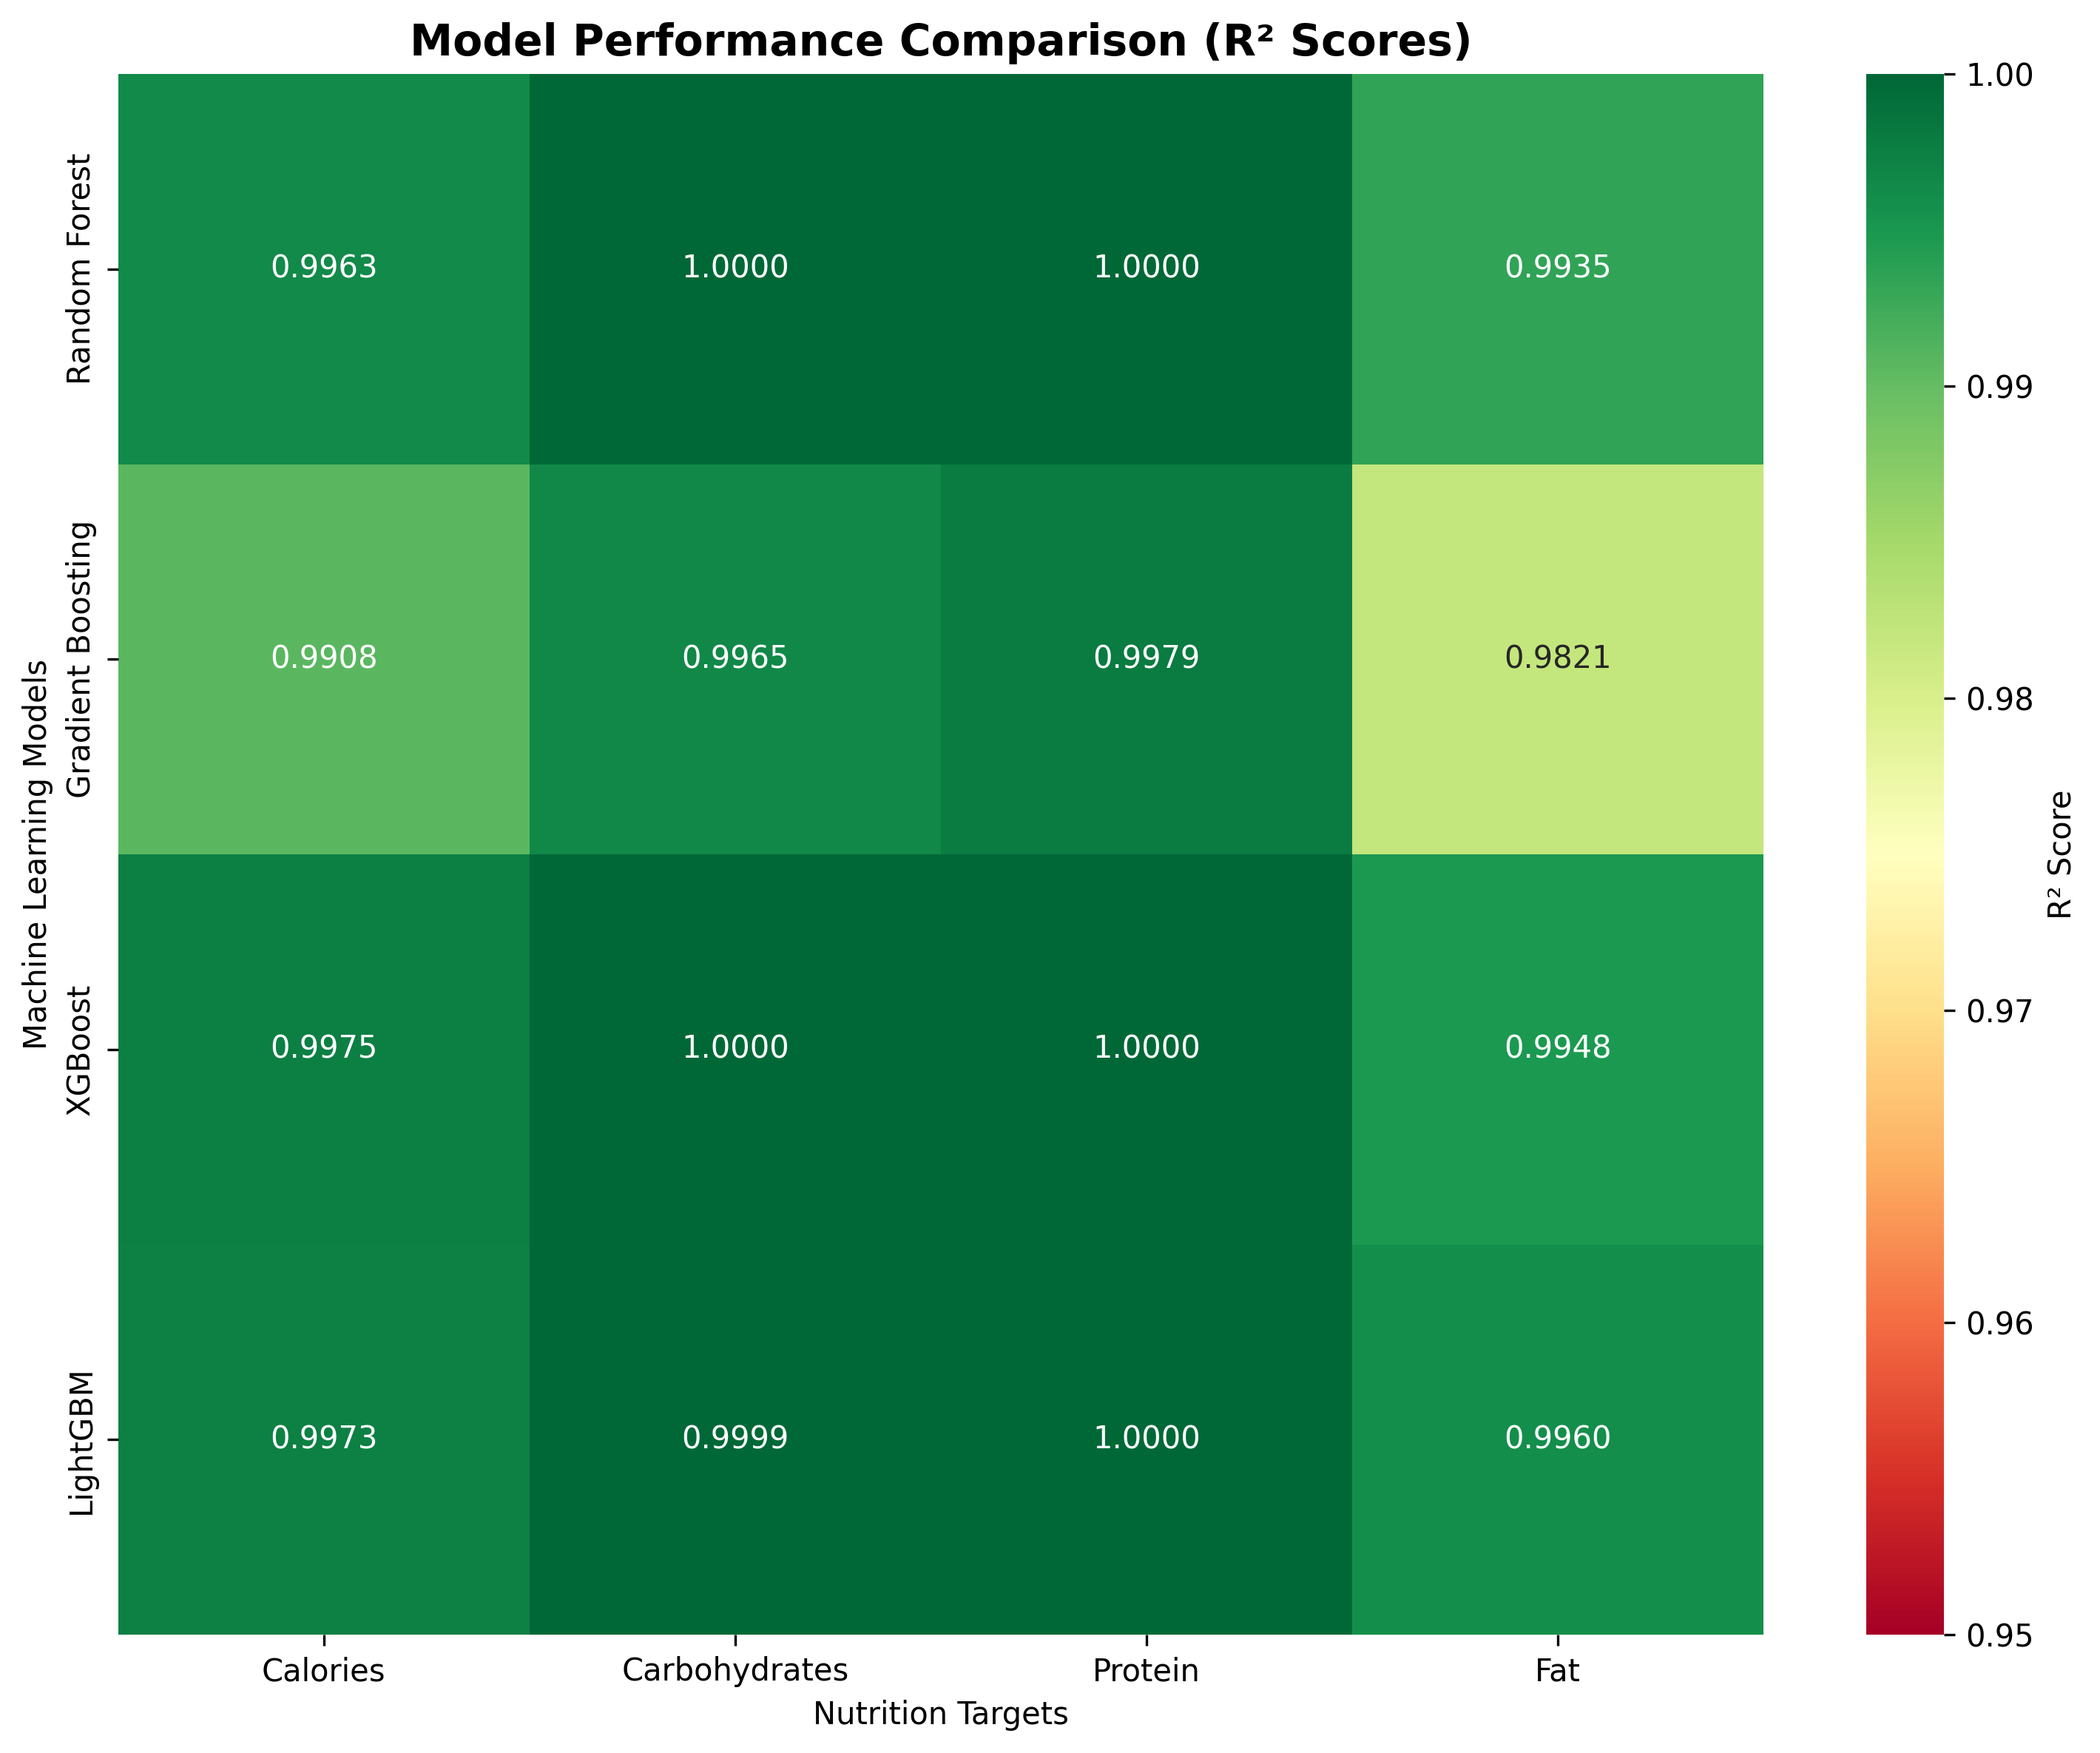 Model Performance Comparison (R² Scores)
Machine Learning Models
Random Forest
0.9963 1.0000 1.0000 0.9935
Gradient Boosting
0.9908 0.9965 0.9979 0.9821
XGBoost
0.9975 1.0000 1.0000 0.9948
LightGBM
0.9973 0.9999 1.0000 0.9960
Calories Carbohydrates Protein Fat
Nutrition Targets
1.00
0.99
0.98
0.97
0.96
0.95
R² Score